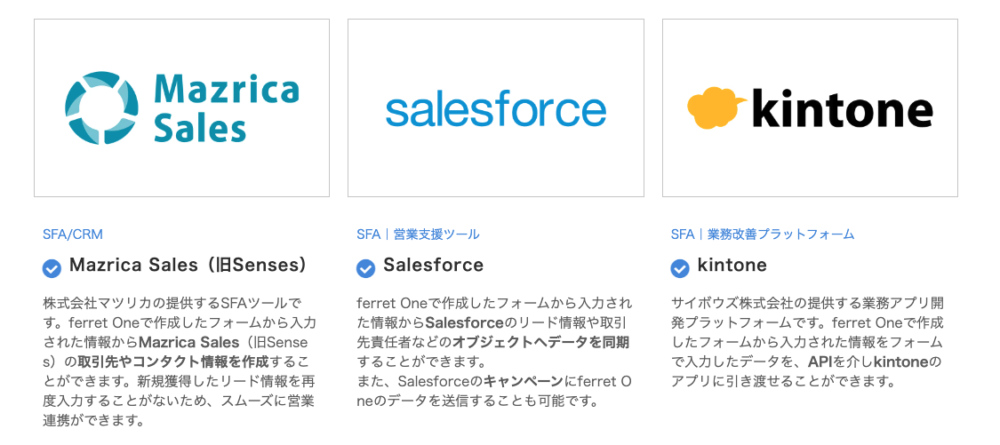 Mazrica
Sales
salesforce
kintone
SFA/CRM
Mazrica Sales（旧Senses）
株式会社マツリカの提供するSFAツールで
す。ferret Oneで作成したフォームから入力
された情報からMazrica Sales（旧Sense
s）の取引先やコンタクト情報を作成するこ
とができます。新規獲得したリード情報を再
度入力することがないため、スムーズに営業
連携ができます。
SFA｜営業支援ツール
Salesforce
ferret Oneで作成したフォームから入力され
た情報からSalesforceのリード情報や取引
先責任者などのオブジェクトへデータを同期
することができます。
また、Salesforceのキャンペーンにferret O
neのデータを送信することも可能です。
SFA｜業務改善プラットフォーム
kintone
サイボウズ株式会社の提供する業務アプリ開
発プラットフォームです。ferret Oneで作成
したフォームから入力された情報をフォーム
で入力したデータを、APIを介しkintoneの
アプリに引き渡せることができます。